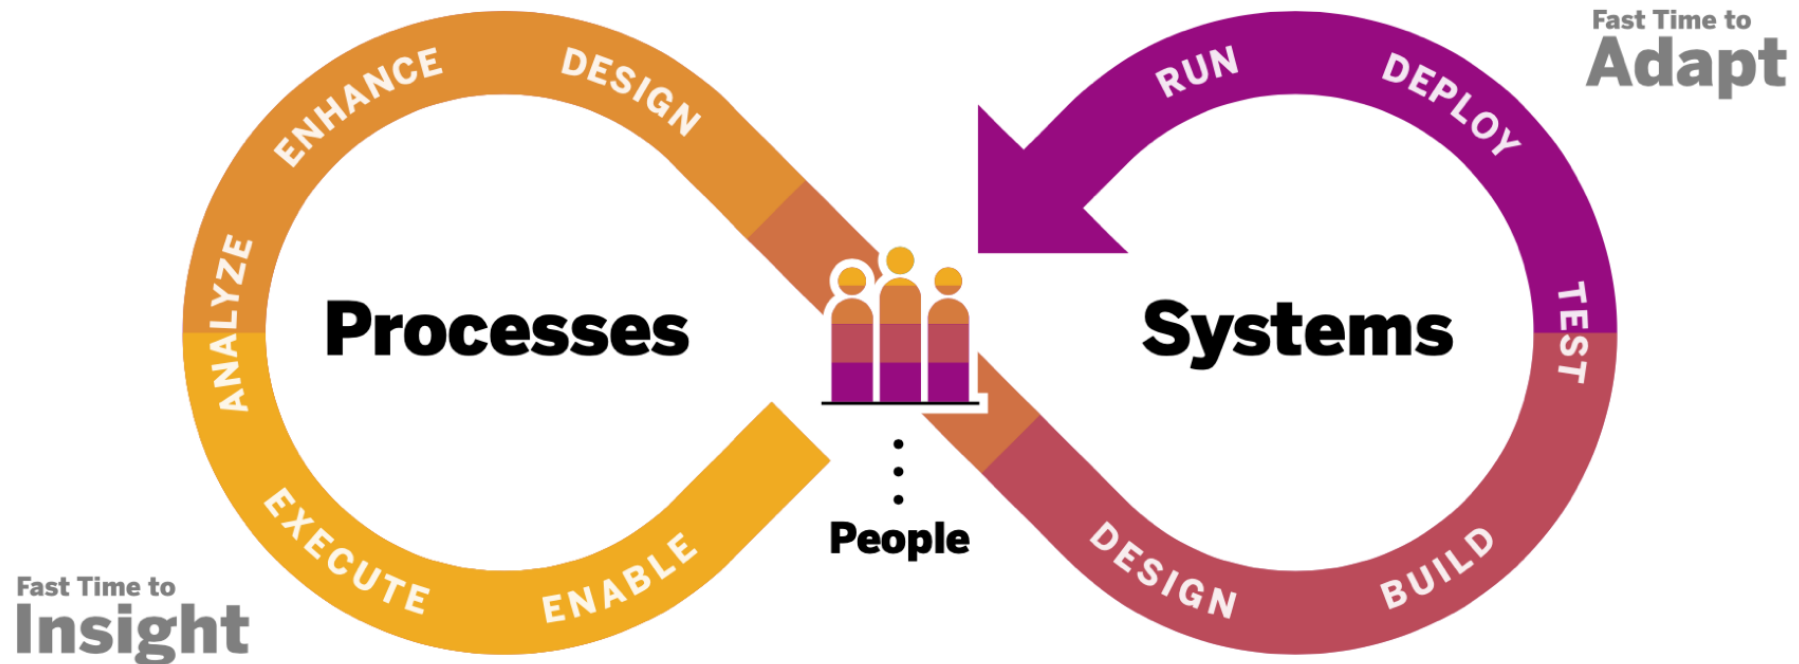 Fast Time to
Adapt
ENHANCE
DESIGN
RUN
DEPLOY
ANALYZE
Processes
Systems
TEST
EXECUTE
ENABLE
People
DESIGN
BUILD
Fast Time to
Insight